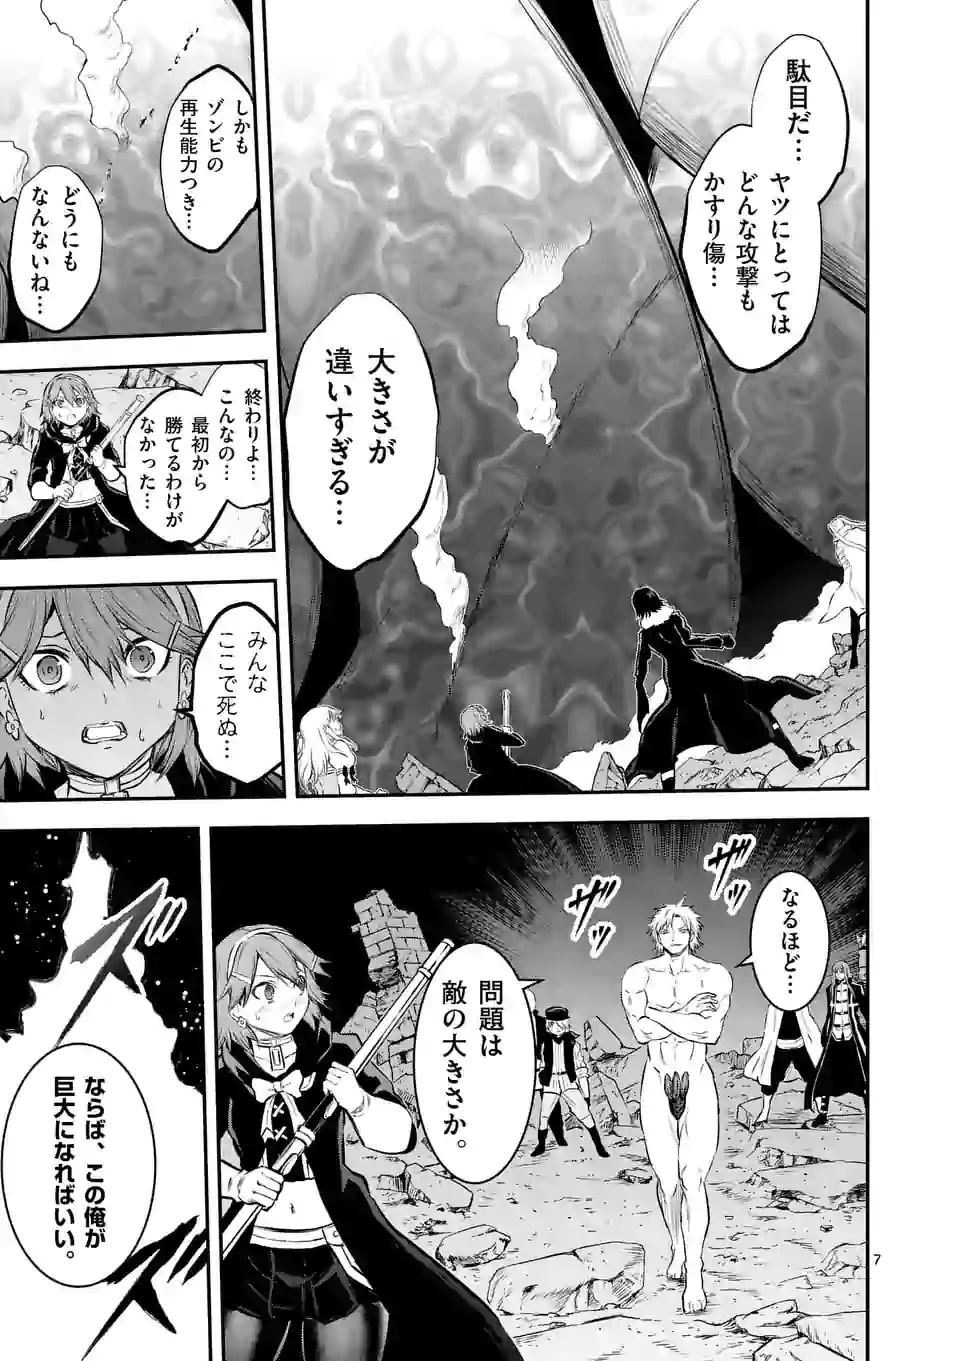 駄目だ…
ヤツにとっては
どんな攻撃も
かすり傷…
大きさが
違いすぎる…
しかも
ゾンビの
再生能力つき…
どうにも
なんないね…
終わりよ…
こんなの…
最初から
勝てるわけが
なかった…
みんな
ここで死ぬ…
なるほど…
ザッ
ザッ
問題は
敵の大きさか。
ズズ
ならば、この俺が
巨大になればいい。
7